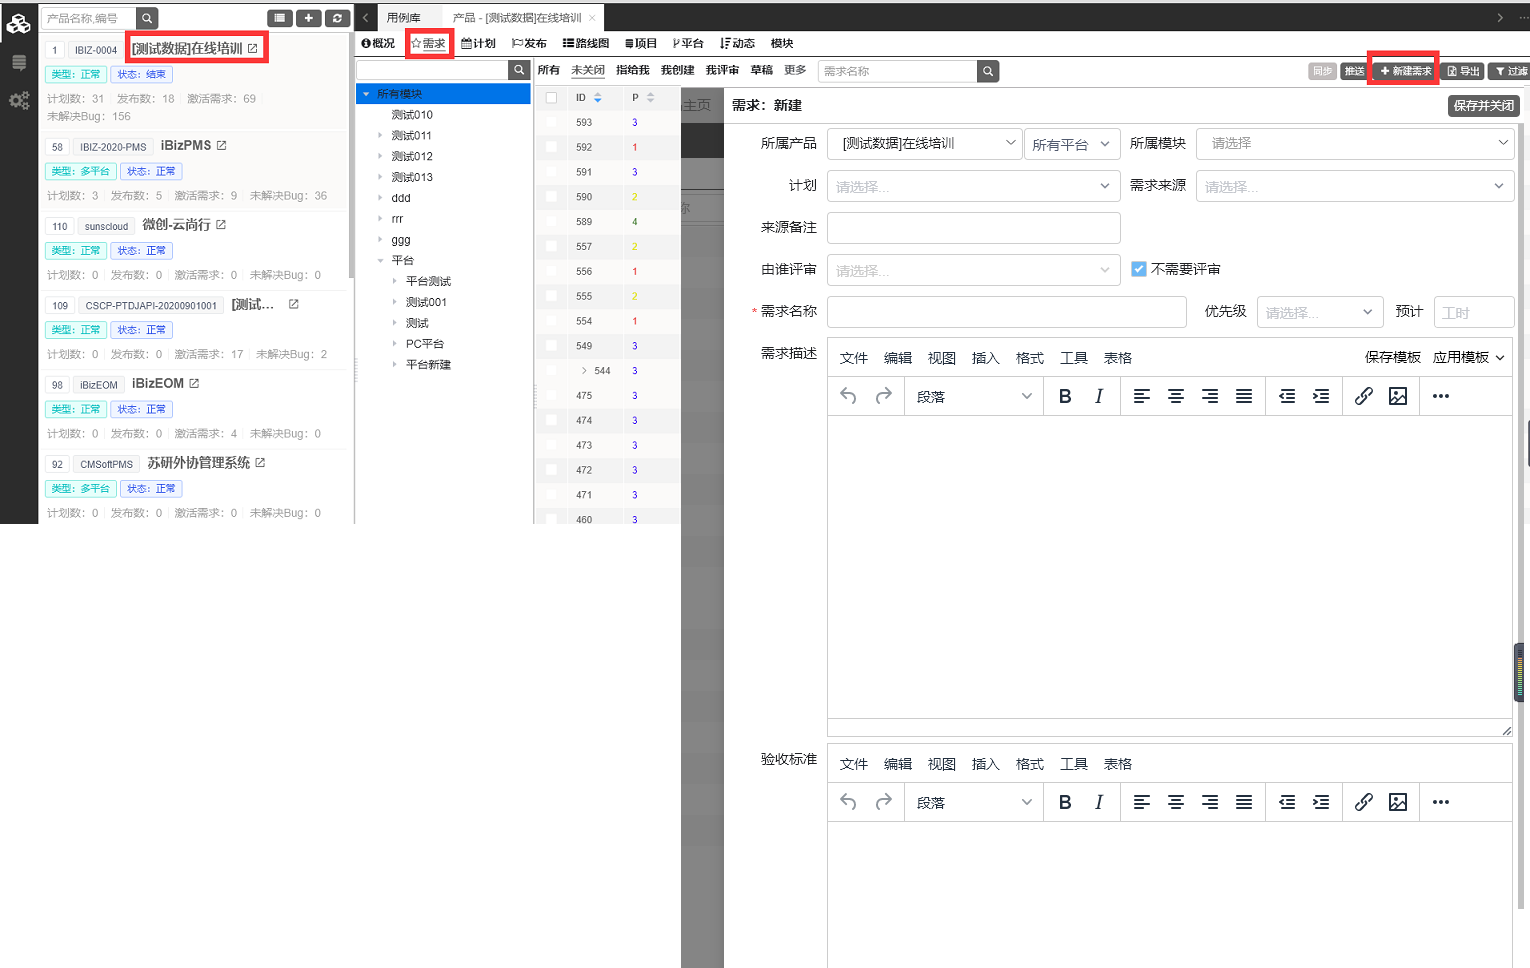 产品名称,编号
用例库
产品 - [测试数据]在线培训
概况 需求 计划 发布 路线图 项目 平台 动态 模块
1 IBIZ-0004 [测试数据]在线培训
类型：正常 状态：结束
计划数：31 发布数：18 激活需求：69
未解决Bug：156
58 IBIZ-2020-PMS iBizPMS
类型：多平台 状态：正常
计划数：3 发布数：5 激活需求：9 未解决Bug：36
110 sunscloud 微创-云尚行
类型：正常 状态：正常
计划数：0 发布数：0 激活需求：0 未解决Bug：0
109 CSCP-PTDJAPI-20200901001 [测试...
类型：正常 状态：正常
计划数：0 发布数：0 激活需求：17 未解决Bug：2
98 iBizEOM iBizEOM
类型：正常 状态：正常
计划数：0 发布数：0 激活需求：4 未解决Bug：0
92 CMSoftPMS 苏研外协管理系统
类型：多平台 状态：正常
计划数：0 发布数：0 激活需求：0 未解决Bug：0
所有模块
测试010
测试011
测试012
测试013
ddd
rrr
ggg
平台
平台测试
测试001
测试
PC平台
平台新建
所有 未关闭 指给我 我创建 我评审 草稿 更多 需求名称
同步 推送 新建需求 导出 过滤
ID P
593 3
592 1
591 3
590 2
589 4
557 2
556 1
555 2
554 1
549 3
544 3
475 3
474 3
473 3
472 3
471 3
460 3
主页
需求：新建 保存并关闭
所属产品 [测试数据]在线培训 所有平台 所属模块 请选择
计划 请选择... 需求来源 请选择...
来源备注
由谁评审 请选择... 不需要评审
* 需求名称 优先级 请选择... 预计 工时
需求描述 文件 编辑 视图 插入 格式 工具 表格 保存模板 应用模板
段落 B I
验收标准 文件 编辑 视图 插入 格式 工具 表格
段落 B I